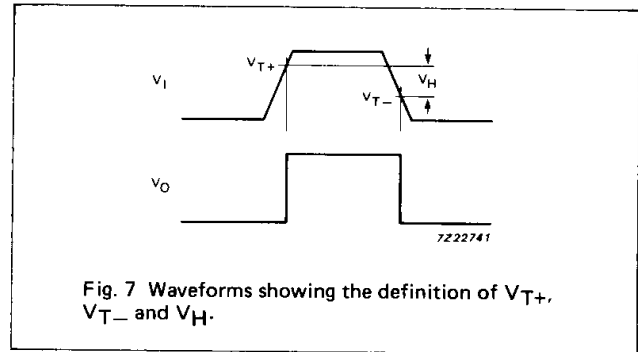 VT+
VI
VH
VT−
VO
7Z22741
Fig. 7 Waveforms showing the definition of VT+,
VT− and VH.